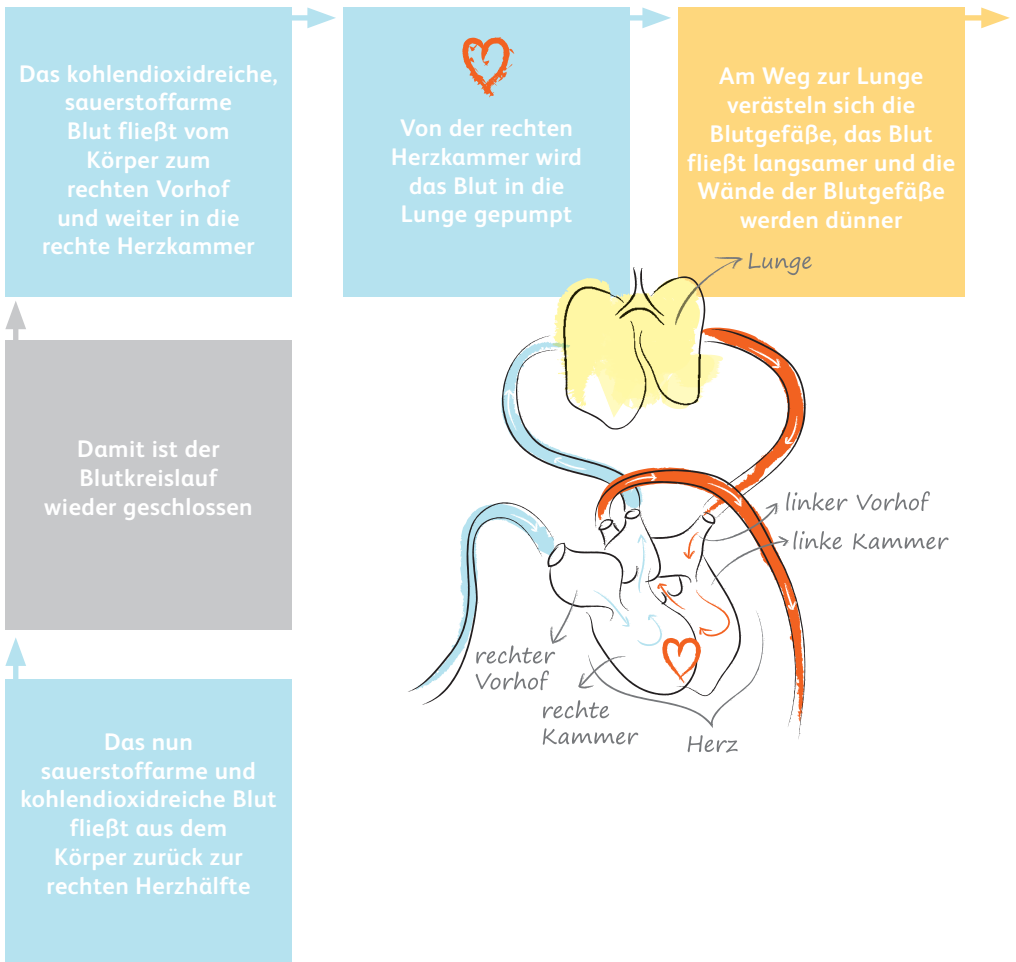 Das kohlendioxidreiche,
sauerstoffarme
Blut fließt vom
Körper zum
rechten Vorhof
und weiter in die
rechte Herzkammer
Von der rechten
Herzkammer wird
das Blut in die
Lunge gepumpt
Am Weg zur Lunge
verästeln sich die
Blutgefäße, das Blut
fließt langsamer und die
Wände der Blutgefäße
werden dünner
Lunge
Damit ist der
Blutkreislauf
wieder geschlossen
linker Vorhof
linke Kammer
rechter
Vorhof
rechte
Kammer
Herz
Das nun
sauerstoffarme und
kohlendioxidreiche Blut
fließt aus dem
Körper zurück zur
rechten Herzhälfte